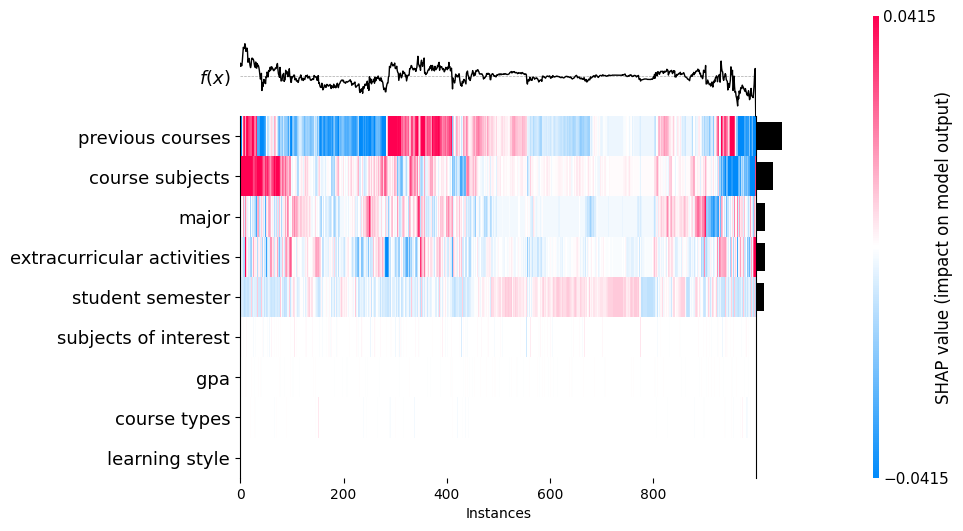 0.0415
f(x)
previous courses
course subjects
major
extracurricular activities
student semester
subjects of interest
gpa
course types
learning style
0 200 400 600 800
Instances
−0.0415
SHAP value (impact on model output)